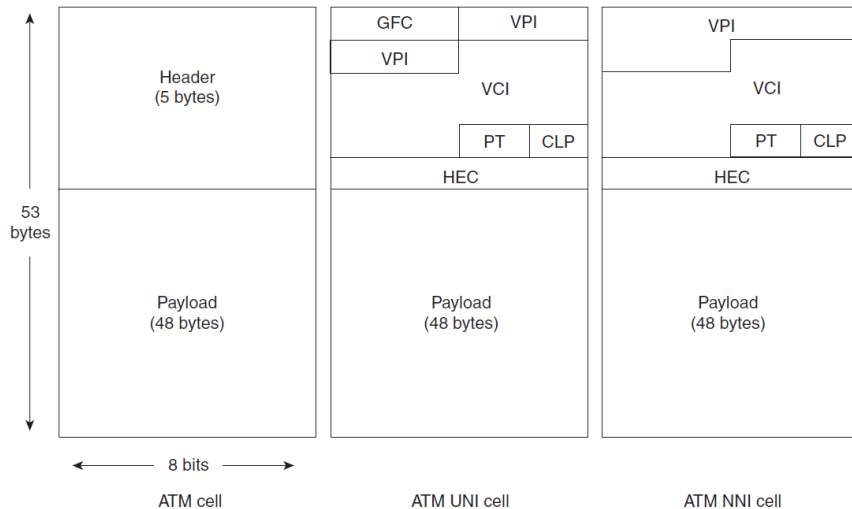 Header
(5 bytes)
53
bytes
Payload
(48 bytes)
8 bits
ATM cell
GFC
VPI
VPI
VCI
PT
CLP
HEC
Payload
(48 bytes)
ATM UNI cell
VPI
VCI
PT
CLP
HEC
Payload
(48 bytes)
ATM NNI cell